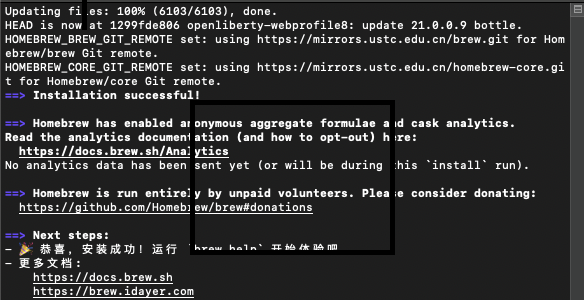 Updating files: 100% (6103/6103), done.
HEAD is now at 1299fde806 openliberty-webprofile8: update 21.0.0.9 bottle.
HOMEBREW_BREW_GIT_REMOTE set: using https://mirrors.ustc.edu.cn/brew.git for Hom
ebrew/brew Git remote.
HOMEBREW_CORE_GIT_REMOTE set: using https://mirrors.ustc.edu.cn/homebrew-core.gi
t for Homebrew/core Git remote.
==> Installation successful!
==> Homebrew has enabled anonymous aggregate formulae and cask analytics.
Read the analytics documentation (and how to opt-out) here:
https://docs.brew.sh/Analytics
No analytics data has been sent yet (or will be during this `install` run).
==> Homebrew is run entirely by unpaid volunteers. Please consider donating:
https://github.com/Homebrew/brew#donations
==> Next steps:
- 🎉 恭喜，安装成功！运行 `brew help` 开始体验吧
- 更多文档：
https://docs.brew.sh
https://brew.idayer.com